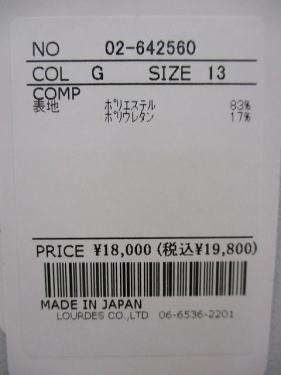 NO 02-642560
COL G SIZE 13
COMP
表地 ﾎﾟﾘｴｽﾃﾙ 83%
ﾎﾟﾘｳﾚﾀﾝ 17%
PRICE ¥18,000 (税込¥19,800)
MADE IN JAPAN
LOURDES CO.,LTD 06-6536-2201